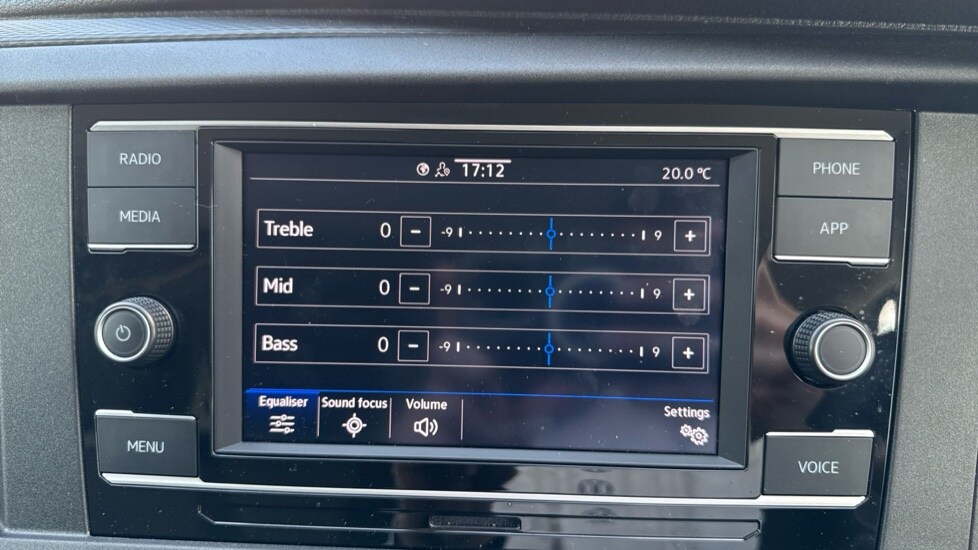 RADIO
MEDIA
MENU
17:12
20.0 °C
Treble 0 - -9 9 +
Mid 0 - -9 9 +
Bass 0 - -9 9 +
Equaliser Sound focus Volume Settings
PHONE
APP
VOICE